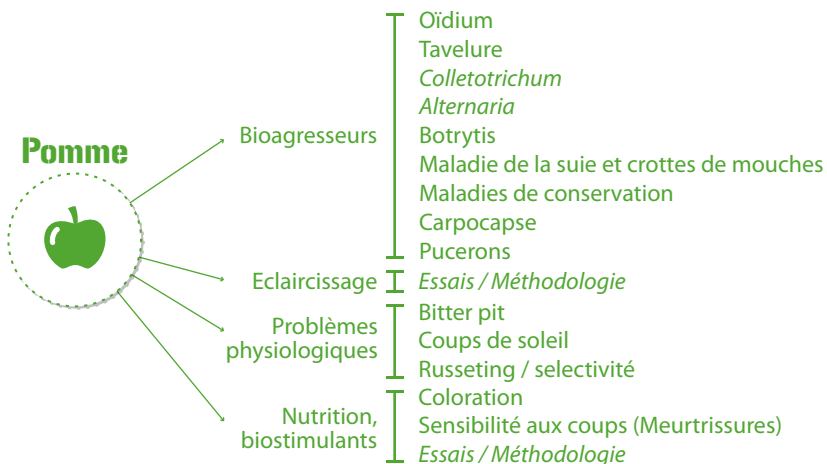 Pomme
Bioagresseurs
Oïdium
Tavelure
Colletotrichum
Alternaria
Botrytis
Maladie de la suie et crottes de mouches
Maladies de conservation
Carpocapse
Pucerons
Eclaircissage
Essais / Méthodologie
Problèmes
physiologiques
Bitter pit
Coups de soleil
Russeting / selectivité
Nutrition,
biostimulants
Coloration
Sensibilité aux coups (Meurtrissures)
Essais / Méthodologie